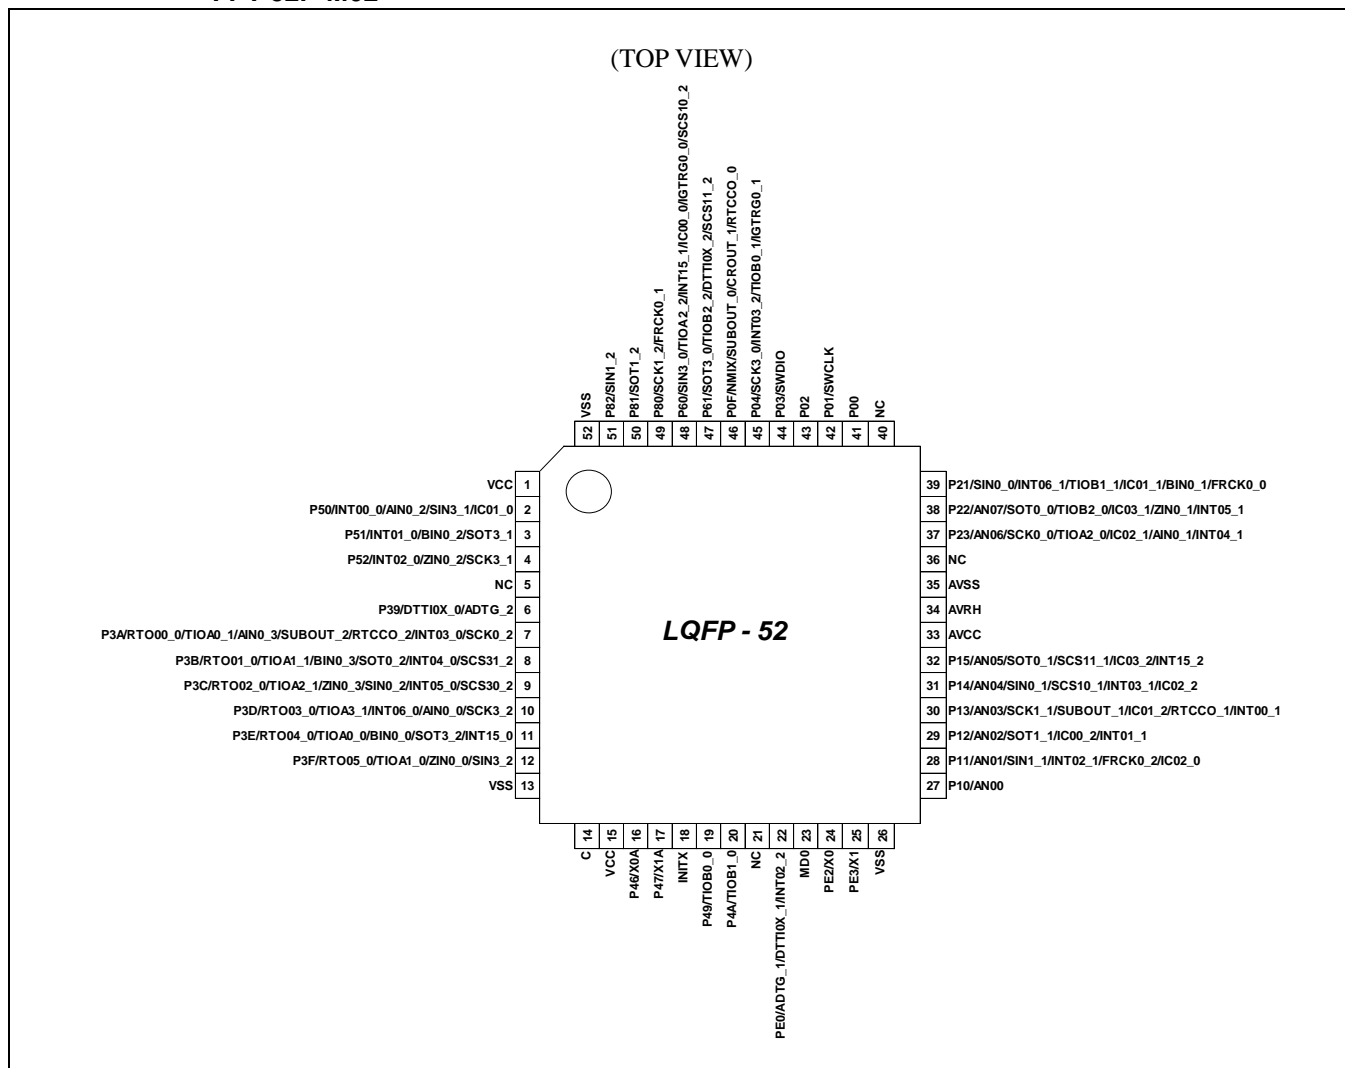 (TOP VIEW)
VSS
P82/SIN1_2
P81/SOT1_2
P80/SCK1_2/FRCK0_1
P60/SIN3_0/TIOA2_2/INT15_1/IC00_0/IGTRG0_0/SCS10_2
P61/SOT3_0/TIOB2_2/DTTI0X_2/SCS11_2
P0F/NMIX/SUBOUT_0/CROUT_1/RTCCO_0
P04/SCK3_0/INT03_2/TIOB0_1/IGTRG0_1
P03/SWDIO
P02
P01/SWCLK
P00
NC
52 51 50 49 48 47 46 45 44 43 42 41 40
VCC 1
P50/INT00_0/AIN0_2/SIN3_1/IC01_0 2
P51/INT01_0/BIN0_2/SOT3_1 3
P52/INT02_0/ZIN0_2/SCK3_1 4
NC 5
P39/DTTI0X_0/ADTG_2 6
P3A/RTO00_0/TIOA0_1/AIN0_3/SUBOUT_2/RTCCO_2/INT03_0/SCK0_2 7
P3B/RTO01_0/TIOA1_1/BIN0_3/SOT0_2/INT04_0/SCS31_2 8
P3C/RTO02_0/TIOA2_1/ZIN0_3/SIN0_2/INT05_0/SCS30_2 9
P3D/RTO03_0/TIOA3_1/INT06_0/AIN0_0/SCK3_2 10
P3E/RTO04_0/TIOA0_0/BIN0_0/SOT3_2/INT15_0 11
P3F/RTO05_0/TIOA1_0/ZIN0_0/SIN3_2 12
VSS 13
LQFP - 52
39 P21/SIN0_0/INT06_1/TIOB1_1/IC01_1/BIN0_1/FRCK0_0
38 P22/AN07/SOT0_0/TIOB2_0/IC03_1/ZIN0_1/INT05_1
37 P23/AN06/SCK0_0/TIOA2_0/IC02_1/AIN0_1/INT04_1
36 NC
35 AVSS
34 AVRH
33 AVCC
32 P15/AN05/SOT0_1/SCS11_1/IC03_2/INT15_2
31 P14/AN04/SIN0_1/SCS10_1/INT03_1/IC02_2
30 P13/AN03/SCK1_1/SUBOUT_1/IC01_2/RTCCO_1/INT00_1
29 P12/AN02/SOT1_1/IC00_2/INT01_1
28 P11/AN01/SIN1_1/INT02_1/FRCK0_2/IC02_0
27 P10/AN00
14 15 16 17 18 19 20 21 22 23 24 25 26
C
VCC
P46/X0A
P47/X1A
INITX
P49/TIOB0_0
P4A/TIOB1_0
NC
PE0/ADTG_1/DTTI0X_1/INT02_2
MD0
PE2/X0
PE3/X1
VSS